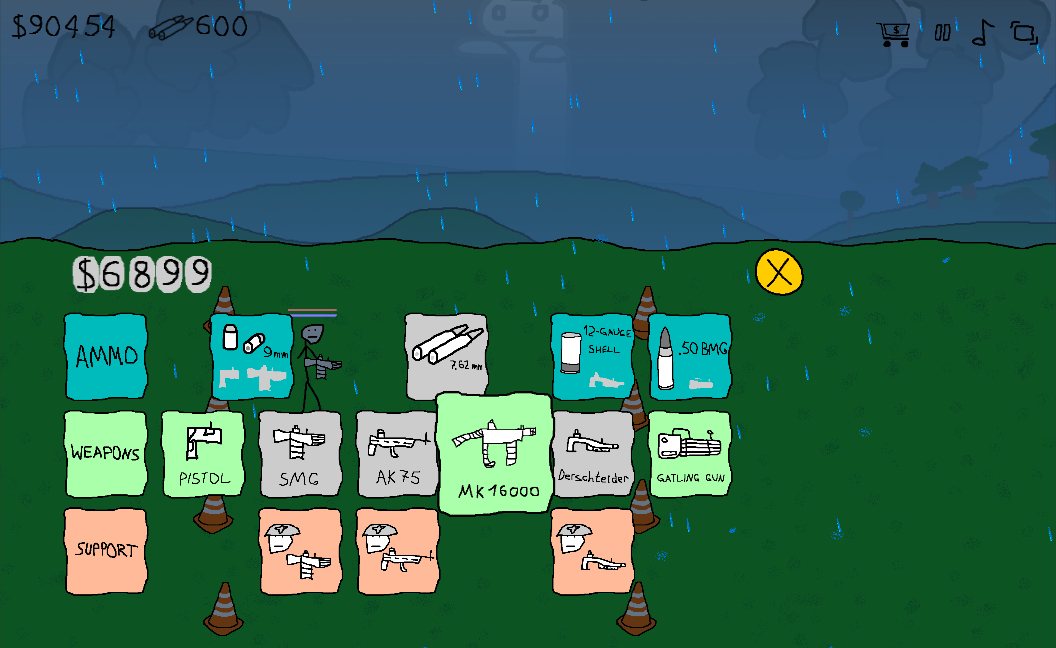 $90454 600
$6899
X
AMMO
9mm
7,62 mm
12-GAUGE
SHELL
.50 BMG
WEAPONS
PISTOL
SMG
AK75
MK16000
Derschteider
GATLING GUN
SUPPORT